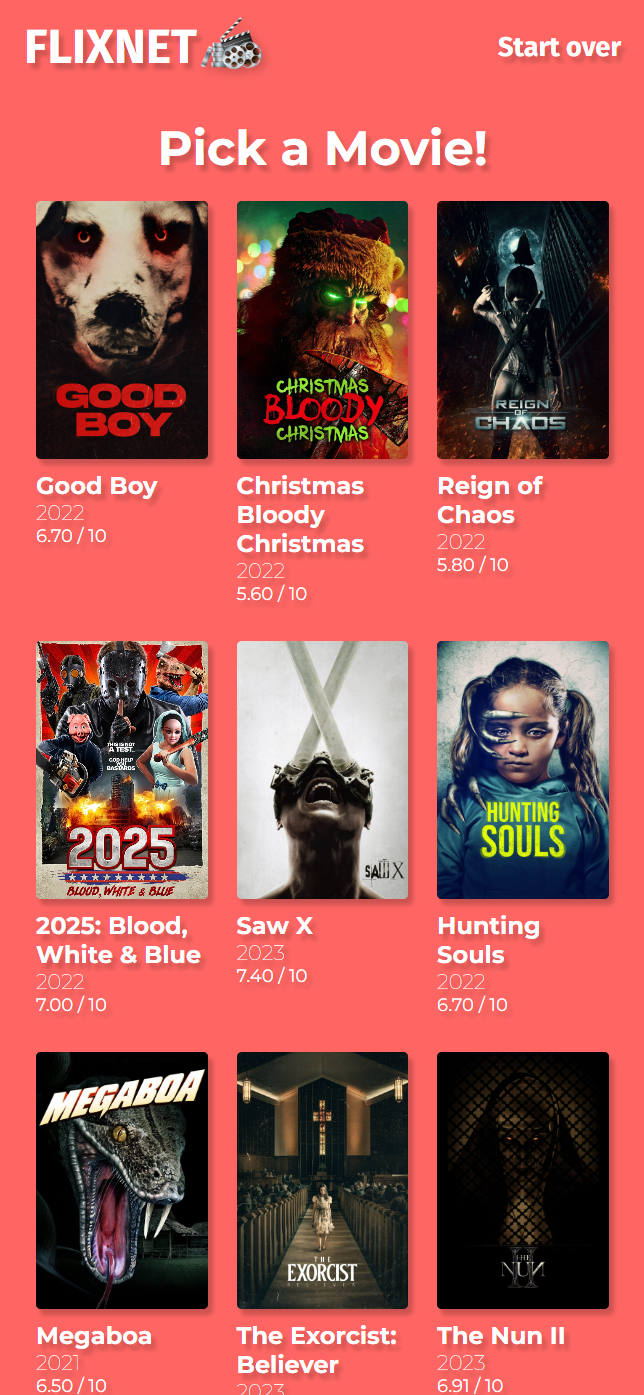 FLIXNET
Start over
Pick a Movie!
GOOD
BOY
CHRISTMAS
BLOODY
CHRISTMAS
REIGN
OF
CHAOS
Good Boy
2022
6.70 / 10
Christmas
Bloody
Christmas
2022
5.60 / 10
Reign of
Chaos
2022
5.80 / 10
THIS IS NOT
A TEST.
GOD HELP
YOU
BASTARDS
2025
BLOOD, WHITE & BLUE
SAW X
HUNTING
SOULS
2025: Blood,
White & Blue
2022
7.00 / 10
Saw X
2023
7.40 / 10
Hunting
Souls
2022
6.70 / 10
MEGABOA
THE
EXORCIST
BELIEVER
THE
II
NUN
Megaboa
2021
6.50 / 10
The Exorcist:
Believer
2023
The Nun II
2023
6.91 / 10